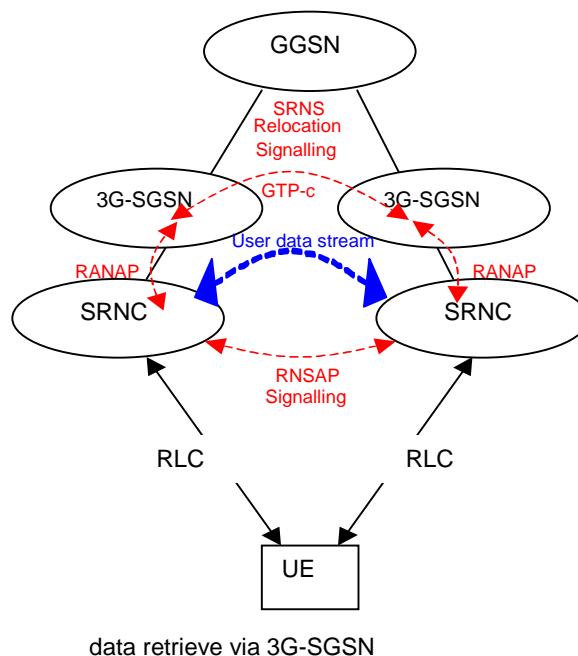 GGSN
SRNS
Relocation
Signalling
3G-SGSN
GTP-c
3G-SGSN
User data stream
RANAP
RANAP
SRNC
SRNC
RNSAP
Signalling
RLC
RLC
UE
data retrieve via 3G-SGSN